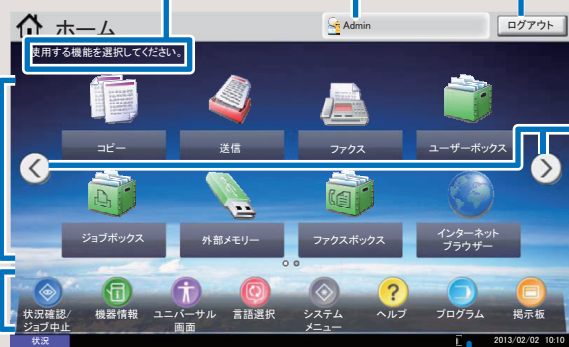 ホーム
Admin
ログアウト
使用する機能を選択してください。
コピー
送信
ファクス
ユーザーボックス
ジョブボックス
外部メモリー
ファクスボックス
インターネット
ブラウザー
状況確認/
ジョブ中止
機器情報
ユニバーサル
画面
言語選択
システム
メニュー
ヘルプ
プログラム
掲示板
状況
2013/02/02 10:10